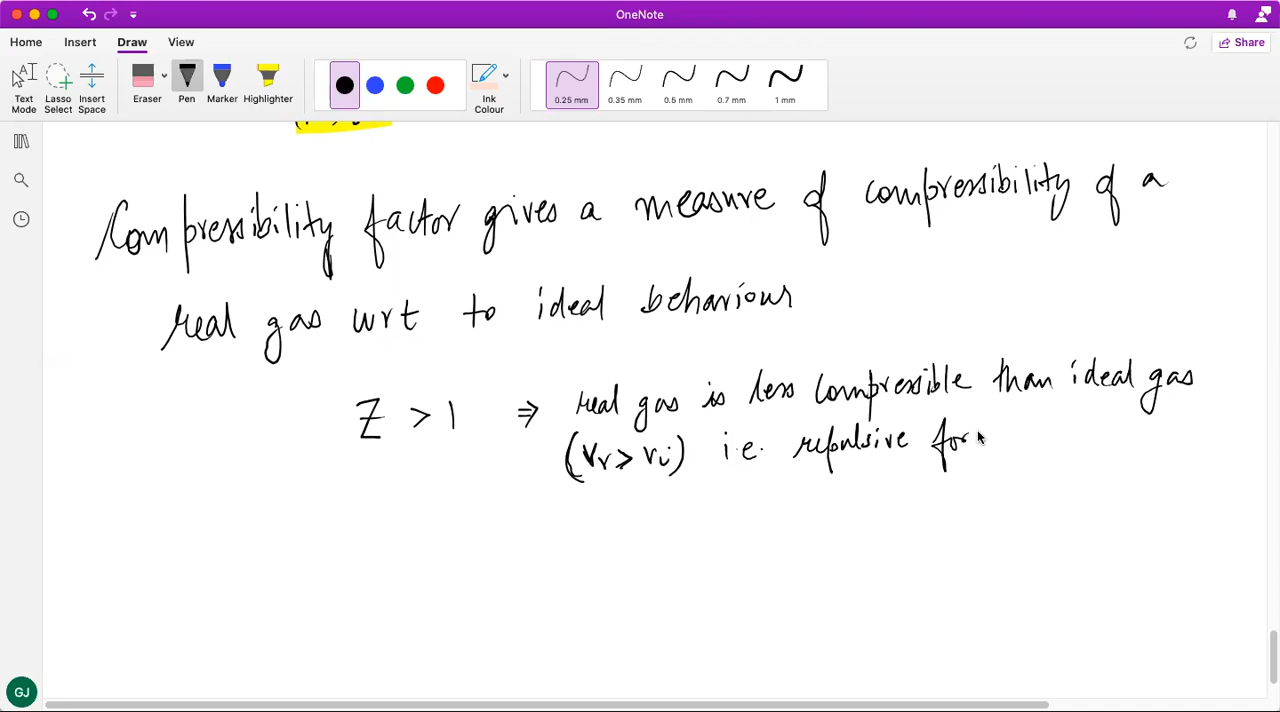 OneNote
Home Insert Draw View Share
Text Mode Lasso Select Insert Space Eraser Pen Marker Highlighter Ink Colour 0.25 mm 0.35 mm 0.5 mm 0.7 mm 1 mm
Compressibility factor gives a measure of compressibility of a
real gas wrt to ideal behaviour
Z > 1 ⇒ real gas is less compressible than ideal gas
(Vr > Vi) i.e. repulsive for
GJ